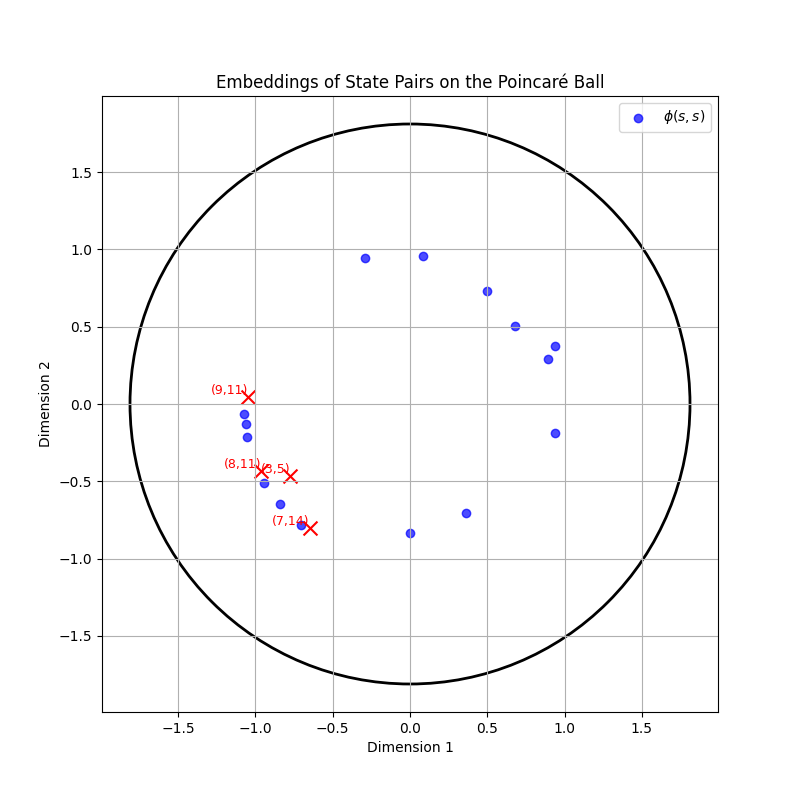 Embeddings of State Pairs on the Poincaré Ball
ϕ(s, s)
1.5
1.0
0.5
0.0
−0.5
−1.0
−1.5
Dimension 2
(9,11)
(8,11)
(3,5)
(7,14)
−1.5 −1.0 −0.5 0.0 0.5 1.0 1.5
Dimension 1